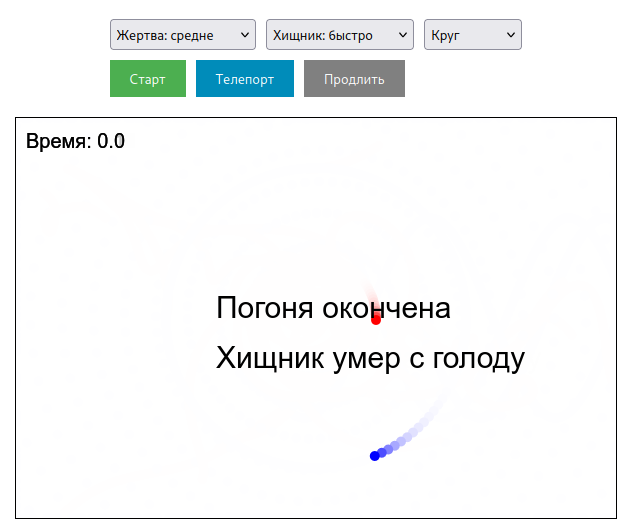 Жертва: средне Хищник: быстро Круг
Старт Телепорт Продлить
Время: 0.0
Погоня окончена
Хищник умер с голоду